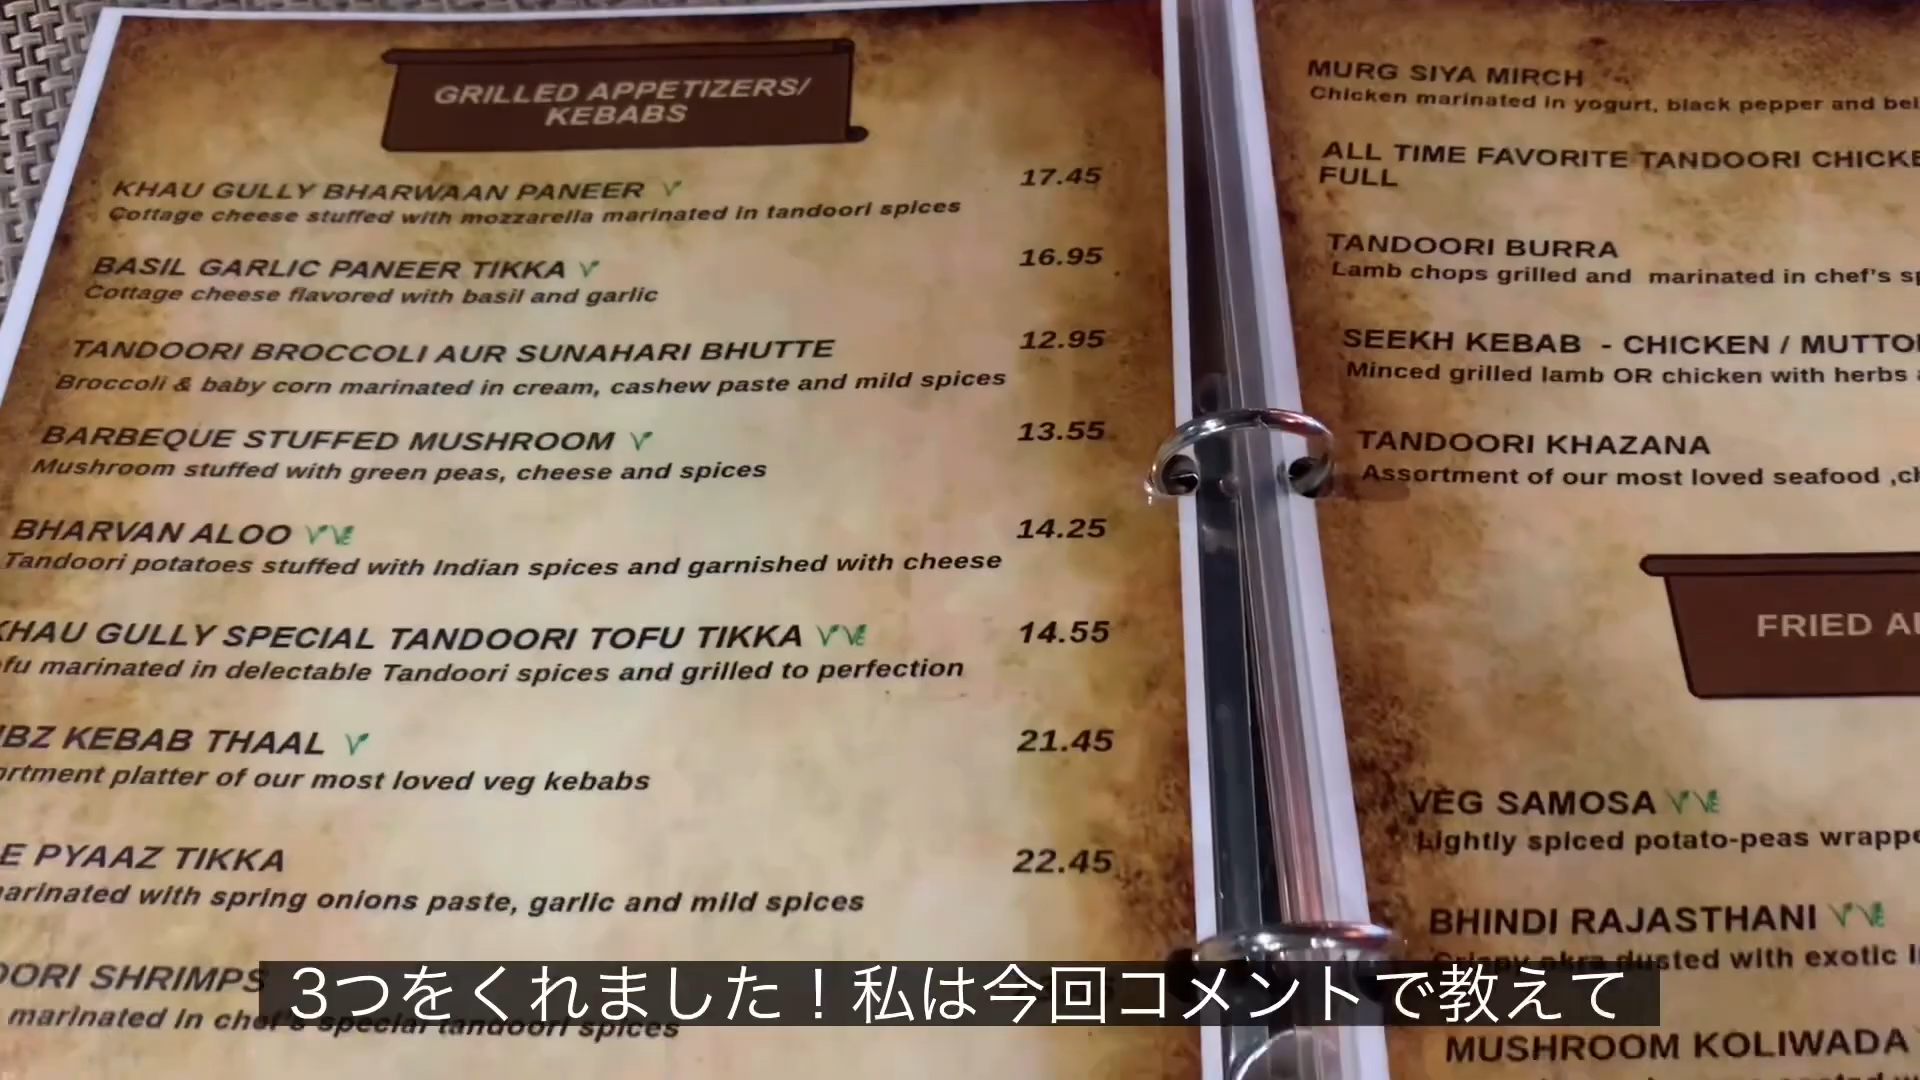 GRILLED APPETIZERS/
KEBABS
KHAU GULLY BHARWAAN PANEER V 17.45
Cottage cheese stuffed with mozzarella marinated in tandoori spices
BASIL GARLIC PANEER TIKKA V 16.95
Cottage cheese flavored with basil and garlic
TANDOORI BROCCOLI AUR SUNAHARI BHUTTE 12.95
Broccoli & baby corn marinated in cream, cashew paste and mild spices
BARBEQUE STUFFED MUSHROOM V 13.55
Mushroom stuffed with green peas, cheese and spices
BHARVAN ALOO V VE 14.25
Tandoori potatoes stuffed with Indian spices and garnished with cheese
KHAU GULLY SPECIAL TANDOORI TOFU TIKKA V VE 14.55
marinated in delectable Tandoori spices and grilled to perfection
KEBAB THAAL V 21.45
platter of our most loved veg kebabs
PYAAZ TIKKA 22.45
marinated with spring onions paste, garlic and mild spices
SHRIMPS
marinated in chef's special tandoori spices
MURG SIYA MIRCH
Chicken marinated in yogurt, black pepper and
ALL TIME FAVORITE TANDOORI
FULL
TANDOORI BURRA
Lamb chops grilled and marinated in chef's
SEEKH KEBAB - CHICKEN /
Minced grilled lamb OR chicken with herbs
TANDOORI KHAZANA
Assortment of our most loved seafood ,
FRIED
VEG SAMOSA V VE
Lightly spiced potato-peas
BHINDI RAJASTHANI V VE
Crispy okra dusted with exotic
MUSHROOM KOLIWADA
3つをくれました！私は今回コメントで教えて